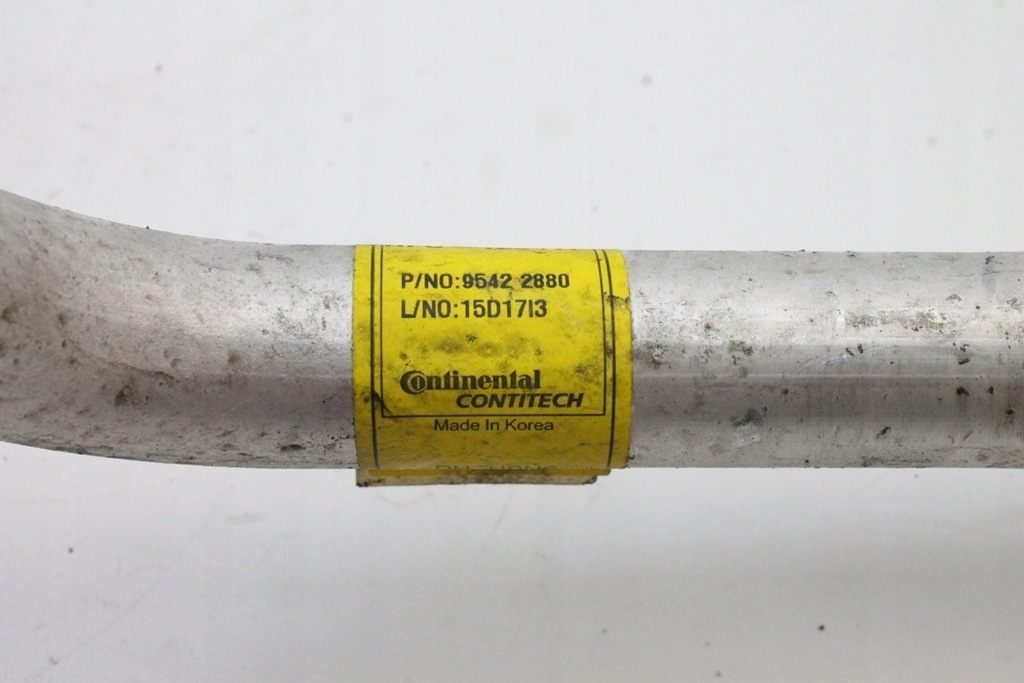 P/NO:9542 2880
L/NO:15D17I3
Continental
CONTITECH
Made In Korea